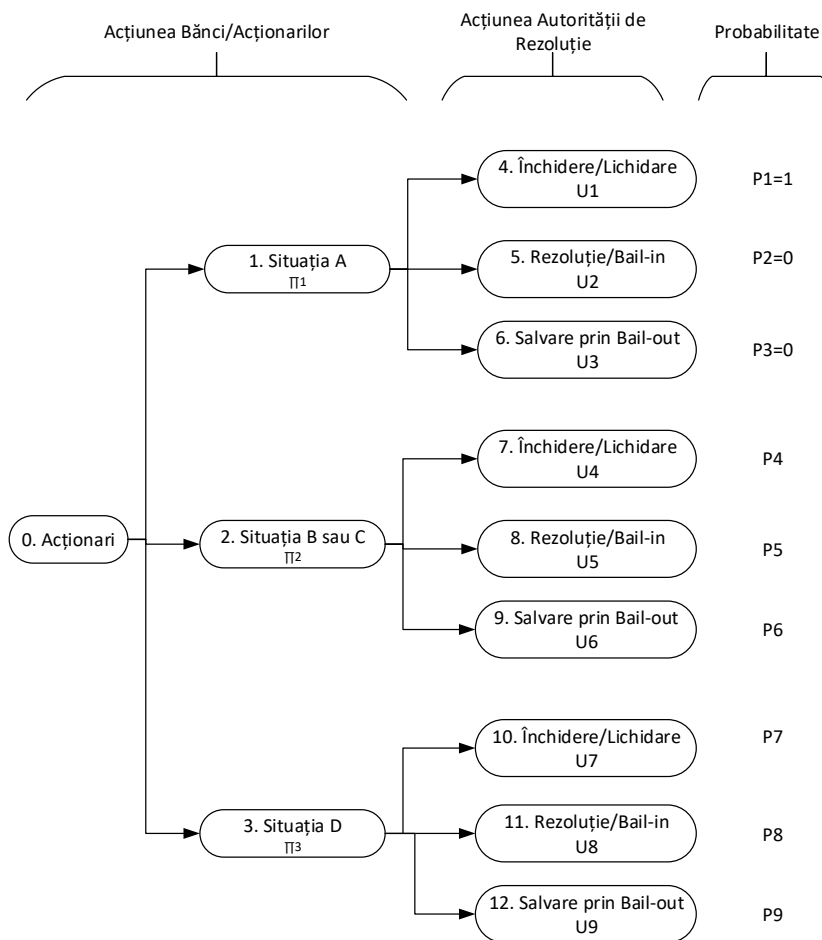 Acțiunea Bănci/Acționarilor
Acțiunea Autorității de
Rezoluție
Probabilitate
4. Închidere/Lichidare
U1
P1=1
1. Situația A
∏1
5. Rezoluție/Bail-in
U2
P2=0
6. Salvare prin Bail-out
U3
P3=0
7. Închidere/Lichidare
U4
P4
0. Acționari
2. Situația B sau C
∏2
8. Rezoluție/Bail-in
U5
P5
9. Salvare prin Bail-out
U6
P6
10. Închidere/Lichidare
U7
P7
3. Situația D
∏3
11. Rezoluție/Bail-in
U8
P8
12. Salvare prin Bail-out
U9
P9